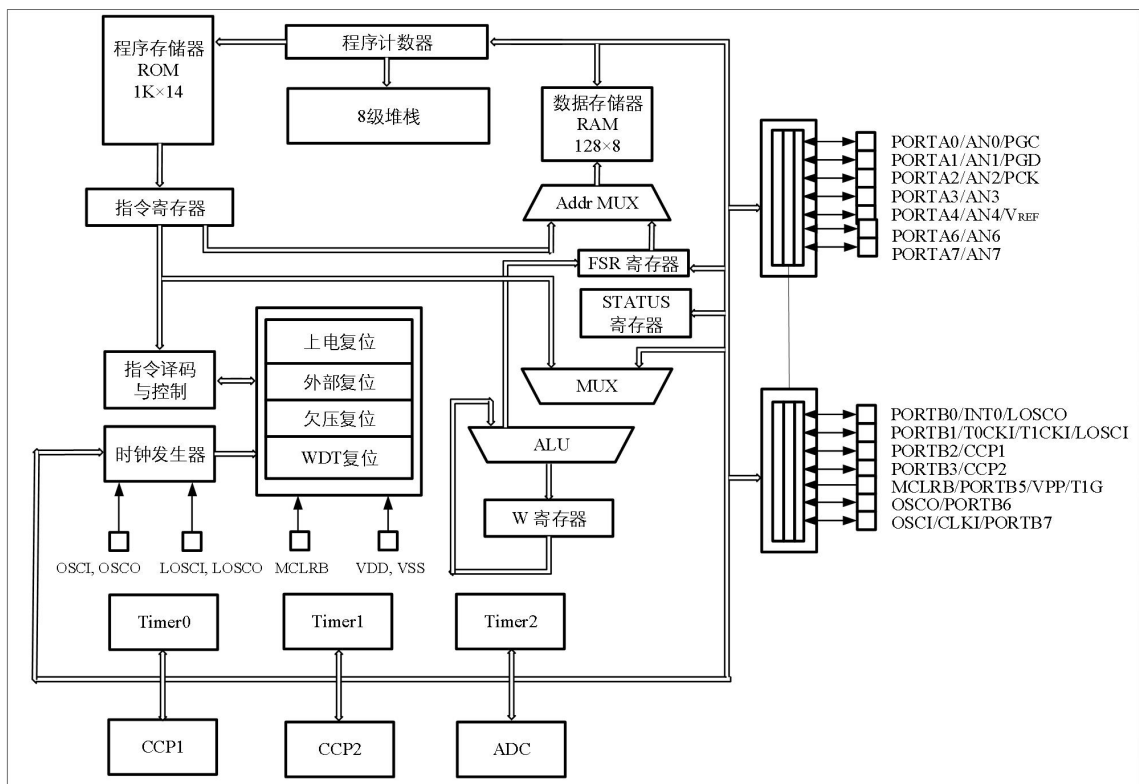 程序存储器
ROM
1K×14
程序计数器
8级堆栈
数据存储器
RAM
128×8
指令寄存器
Addr MUX
FSR 寄存器
STATUS
寄存器
上电复位
外部复位
欠压复位
WDT复位
指令译码
与控制
时钟发生器
MUX
ALU
W 寄存器
OSCI, OSCO
LOSCI, LOSCO
MCLRB
VDD, VSS
Timer0
Timer1
Timer2
CCP1
CCP2
ADC
PORTA0/AN0/PGC
PORTA1/AN1/PGD
PORTA2/AN2/PCK
PORTA3/AN3
PORTA4/AN4/VREF
PORTA6/AN6
PORTA7/AN7
PORTB0/INT0/LOSCO
PORTB1/T0CKI/T1CKI/LOSCI
PORTB2/CCP1
PORTB3/CCP2
MCLRB/PORTB5/VPP/T1G
OSCO/PORTB6
OSCI/CLKI/PORTB7